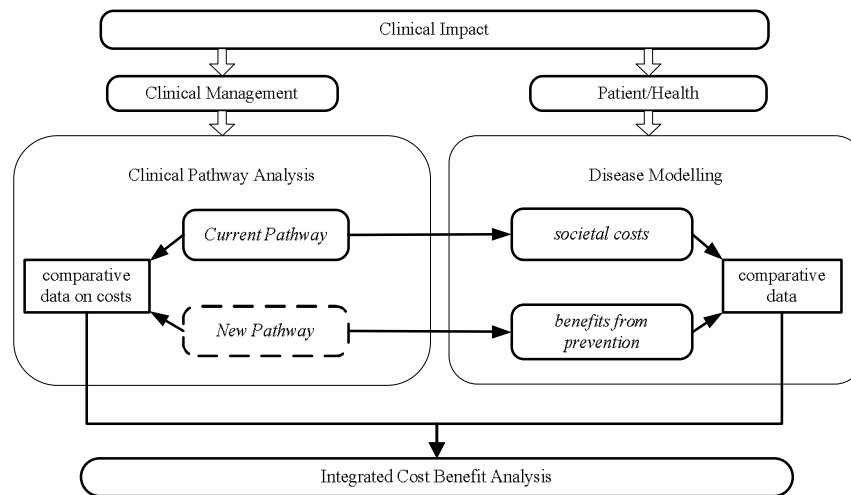 Clinical Impact
Clinical Management
Patient/Health
Clinical Pathway Analysis
Disease Modelling
Current Pathway
societal costs
comparative
data on costs
comparative
data
New Pathway
benefits from
prevention
Integrated Cost Benefit Analysis